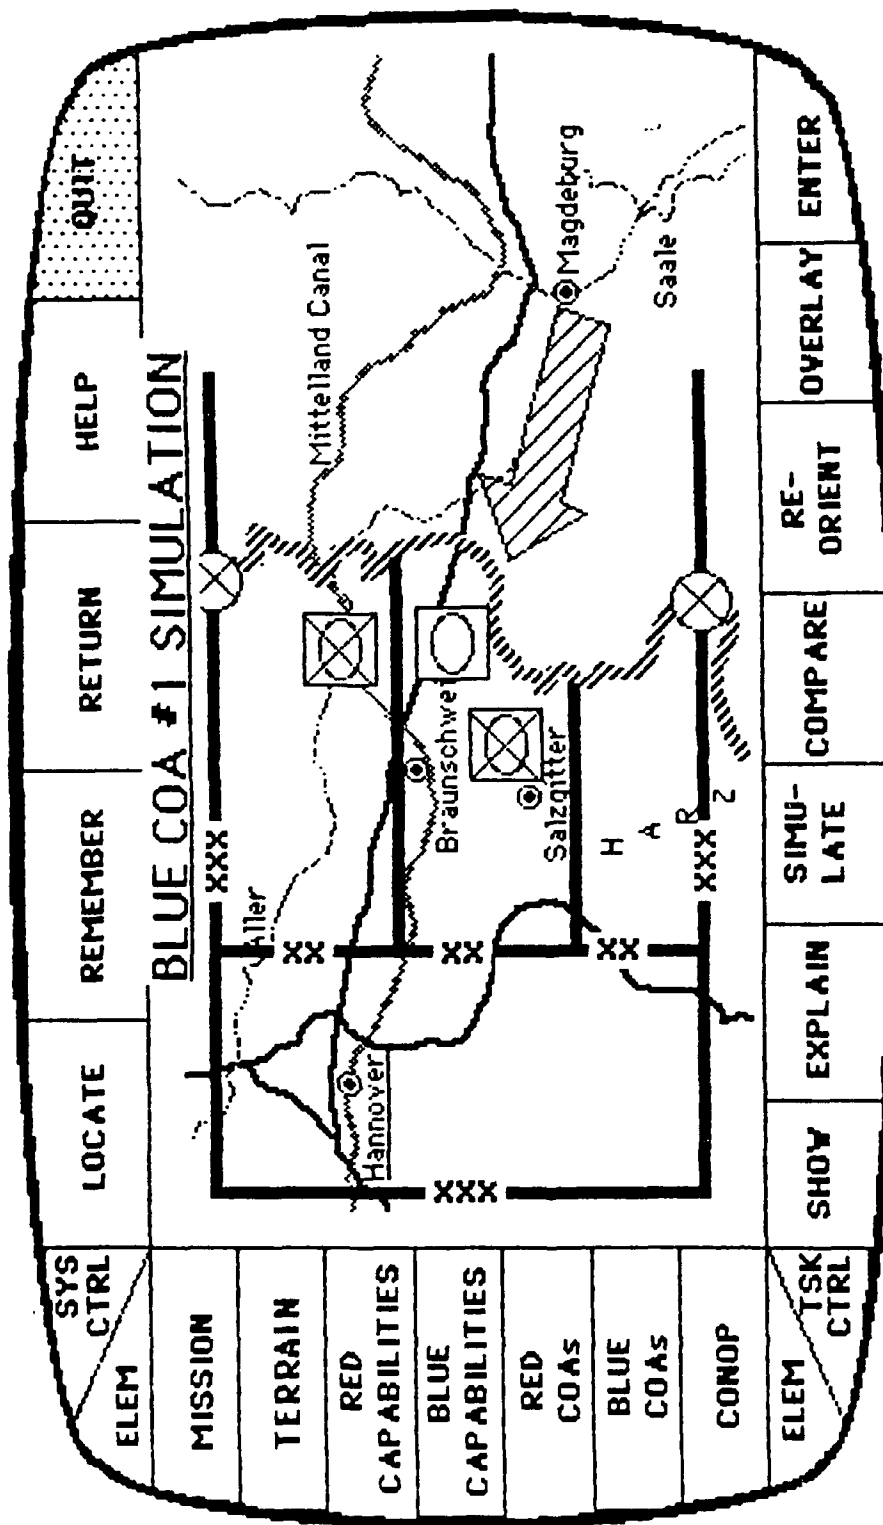 SYS
CTRL
LOCATE
REMEMBER
RETURN
HELP
QUIT
BLUE COA #1 SIMULATION
ELEM
MISSION
TERRAIN
RED
CAPABILITIES
BLUE
CAPABILITIES
RED
COAs
BLUE
COAs
CONOP
ELEM
TSK
CTRL
XXX
Aller
XX
Mittelland Canal
Hannover
XXX
XX
Braunschwei
Magdeburg
Salzgitter
XX
H
A
R
Z
Saale
XXX
SHOW
EXPLAIN
SIMU-
LATE
COMPARE
RE-
ORIENT
OVERLAY
ENTER